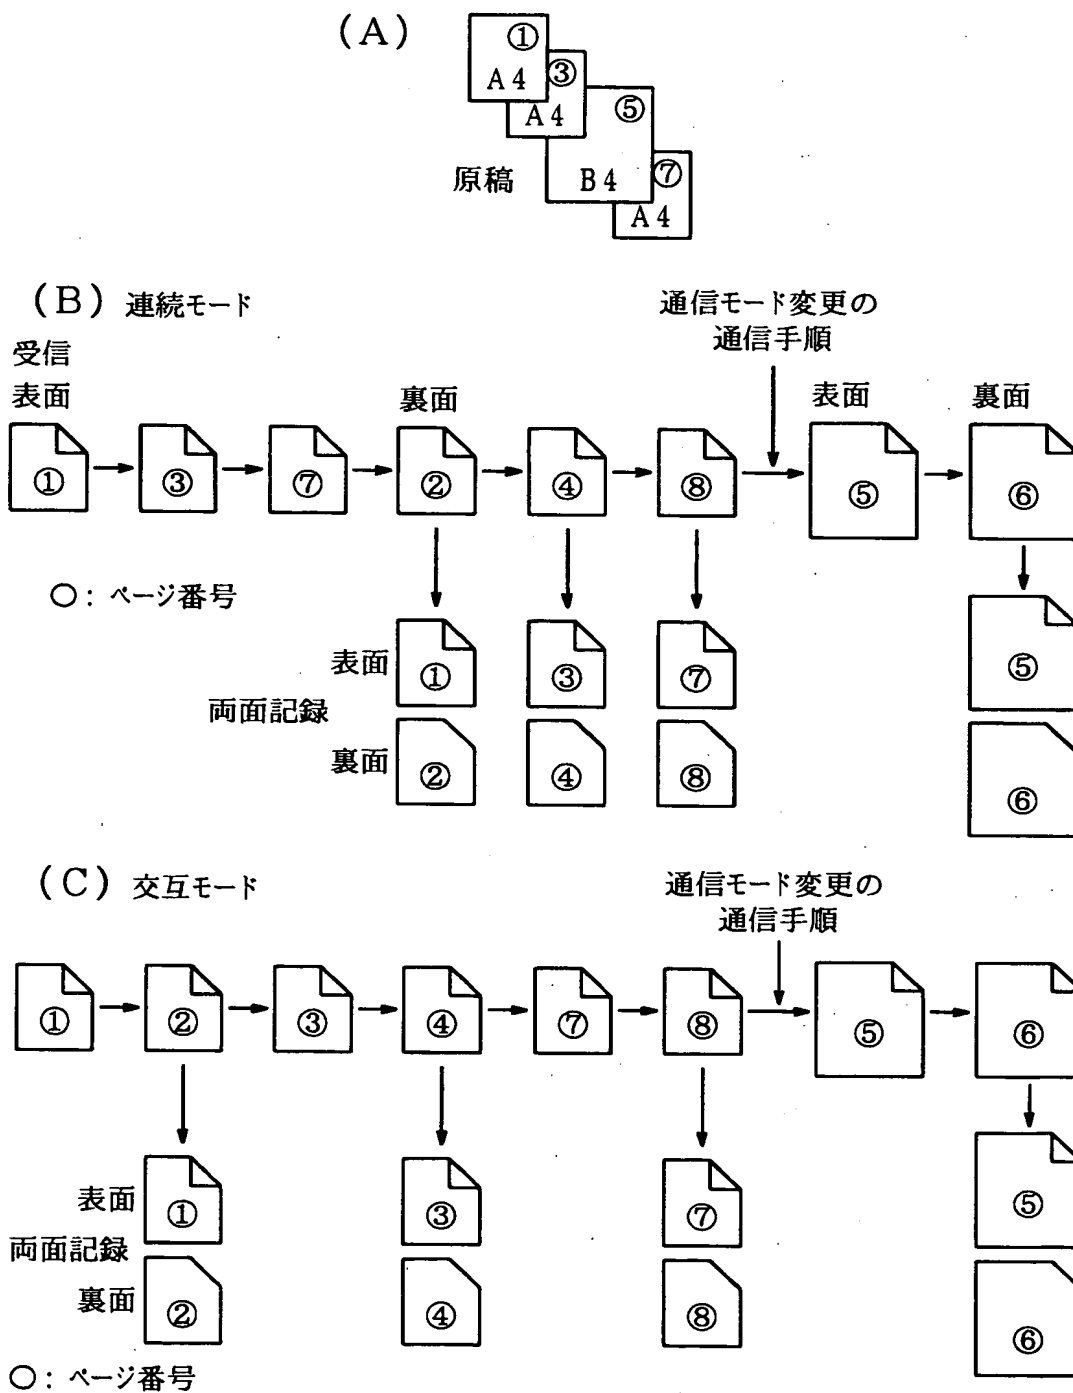 (A)
①
A4
③
A4
⑤
B4
⑦
A4
原稿
(B) 連続モード
通信モード変更の
通信手順
受信
表面
裏面
表面
裏面
① ③ ⑦ ② ④ ⑧ ⑤ ⑥
○: ページ番号
表面 ① ③ ⑦ ⑤
両面記録
裏面 ② ④ ⑧ ⑥
(C) 交互モード
通信モード変更の
通信手順
① ② ③ ④ ⑦ ⑧ ⑤ ⑥
表面 ① ③ ⑦ ⑤
両面記録
裏面 ② ④ ⑧ ⑥
○: ページ番号